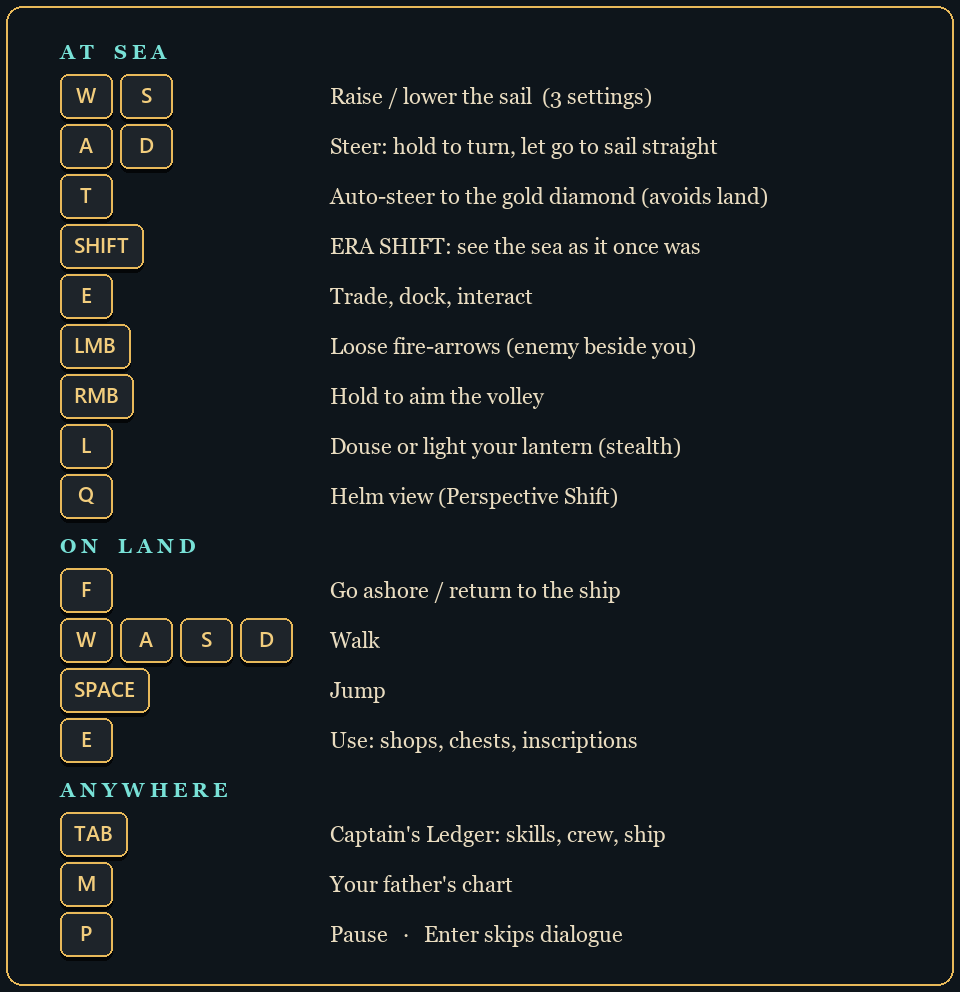 AT SEA
W S Raise / lower the sail (3 settings)
A D Steer: hold to turn, let go to sail straight
T Auto-steer to the gold diamond (avoids land)
SHIFT ERA SHIFT: see the sea as it once was
E Trade, dock, interact
LMB Loose fire-arrows (enemy beside you)
RMB Hold to aim the volley
L Douse or light your lantern (stealth)
Q Helm view (Perspective Shift)
ON LAND
F Go ashore / return to the ship
W A S D Walk
SPACE Jump
E Use: shops, chests, inscriptions
ANYWHERE
TAB Captain's Ledger: skills, crew, ship
M Your father's chart
P Pause · Enter skips dialogue